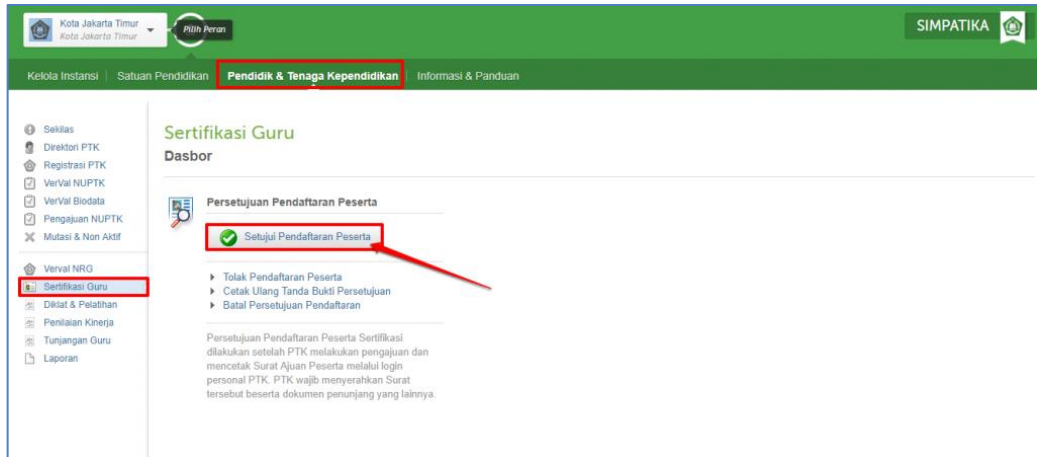 Kota Jakarta Timur
Kota Jakarta Timur
Pilih Peran
SIMPATIKA
Kelola Instansi
Satuan Pendidikan
Pendidik & Tenaga Kependidikan
Informasi & Panduan
Sekilas
Direktori PTK
Registrasi PTK
VerVal NUPTK
VerVal Biodata
Pengajuan NUPTK
Mutasi & Non Aktif
Verval NRG
Sertifikasi Guru
Diklat & Pelatihan
Penilaian Kinerja
Tunjangan Guru
Laporan
Sertifikasi Guru
Dasbor
Persetujuan Pendaftaran Peserta
Setujui Pendaftaran Peserta
Tolak Pendaftaran Peserta
Cetak Ulang Tanda Bukti Persetujuan
Batal Persetujuan Pendaftaran
Persetujuan Pendaftaran Peserta Sertifikasi
dilakukan setelah PTK melakukan pengajuan dan
mencetak Surat Ajuan Peserta melalui login
personal PTK. PTK wajib menyerahkan Surat
tersebut beserta dokumen penunjang yang lainnya.